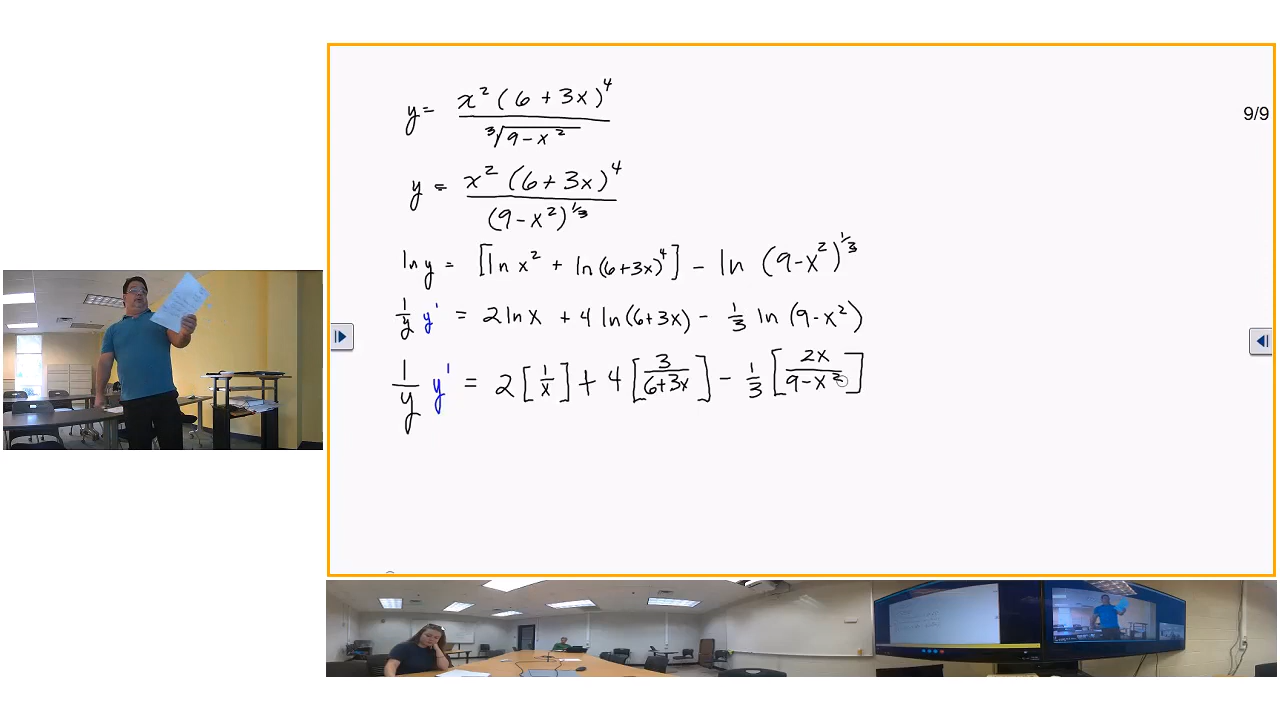 y = x² (6 + 3x)⁴ / ∛(9 - x²)
9/9
y = x² (6 + 3x)⁴ / (9 - x²)^(1/3)
ln y = [ln x² + ln(6+3x)⁴] - ln (9-x²)^(1/3)
1/y y' = 2 ln x + 4 ln(6+3x) - 1/3 ln (9-x²)
1/y y' = 2 [1/x] + 4 [3/(6+3x)] - 1/3 [2x/(9-x²)]